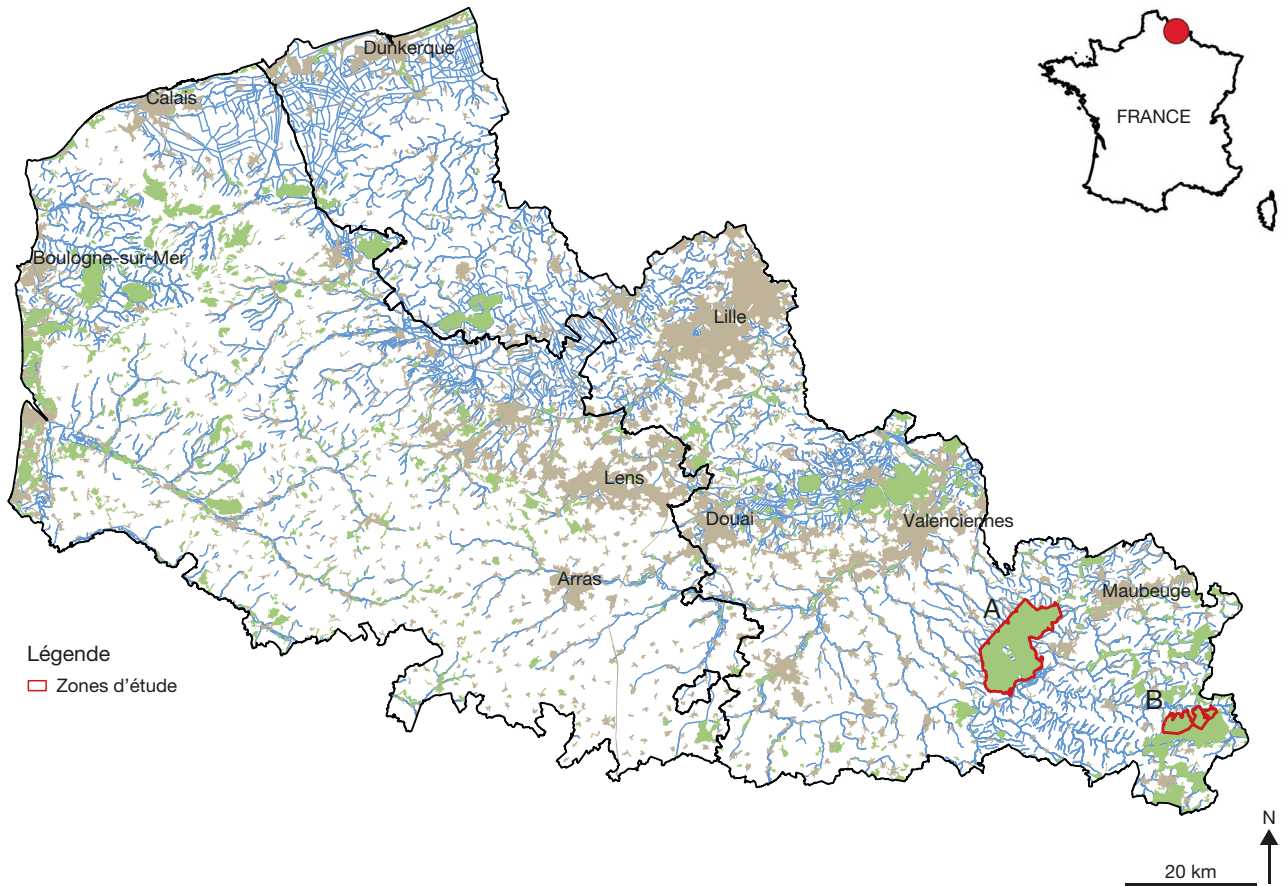 Dunkerque
Calais
FRANCE
Boulogne-sur-Mer
Lille
Lens
Douai
Valenciennes
Arras
Maubeuge
A
B
Légende
Zones d'étude
N
20 km